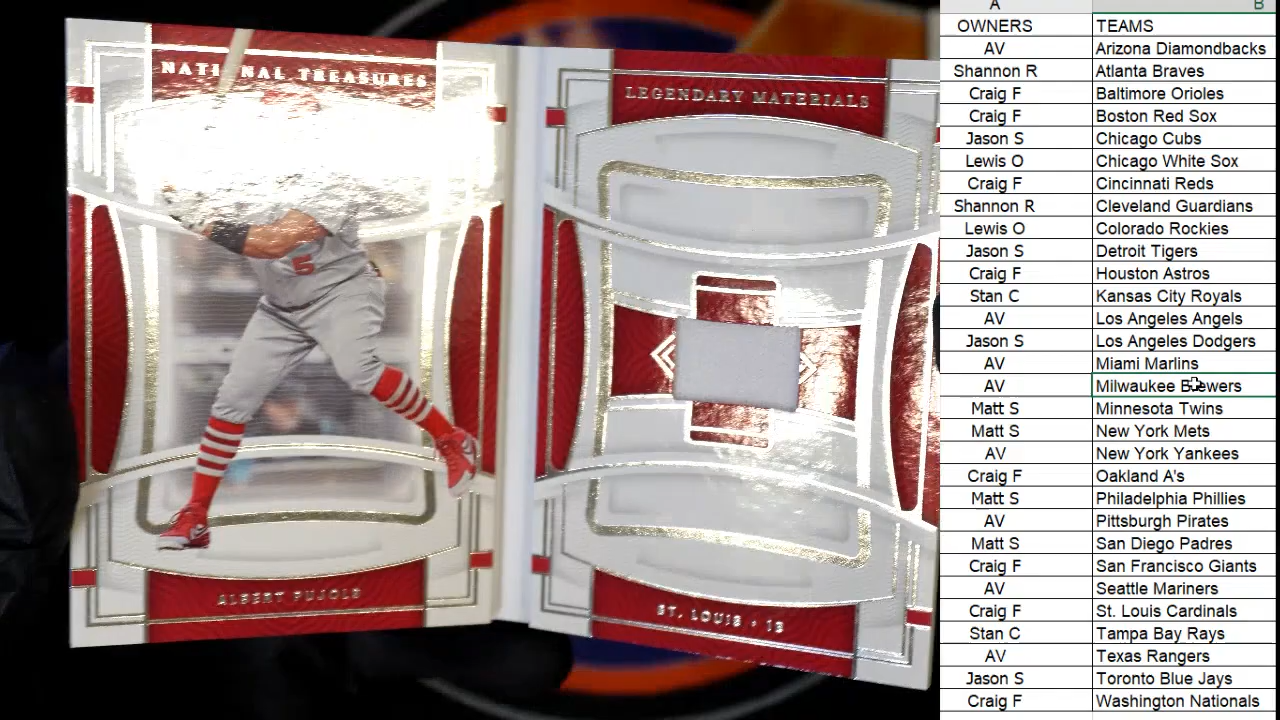 NATIONAL TREASURES
LEGENDARY MATERIALS
5
ALBERT PUJOLS
ST. LOUIS • 13
A B
OWNERS TEAMS
AV Arizona Diamondbacks
Shannon R Atlanta Braves
Craig F Baltimore Orioles
Craig F Boston Red Sox
Jason S Chicago Cubs
Lewis O Chicago White Sox
Craig F Cincinnati Reds
Shannon R Cleveland Guardians
Lewis O Colorado Rockies
Jason S Detroit Tigers
Craig F Houston Astros
Stan C Kansas City Royals
AV Los Angeles Angels
Jason S Los Angeles Dodgers
AV Miami Marlins
AV Milwaukee Brewers
Matt S Minnesota Twins
Matt S New York Mets
AV New York Yankees
Craig F Oakland A's
Matt S Philadelphia Phillies
AV Pittsburgh Pirates
Matt S San Diego Padres
Craig F San Francisco Giants
AV Seattle Mariners
Craig F St. Louis Cardinals
Stan C Tampa Bay Rays
AV Texas Rangers
Jason S Toronto Blue Jays
Craig F Washington Nationals